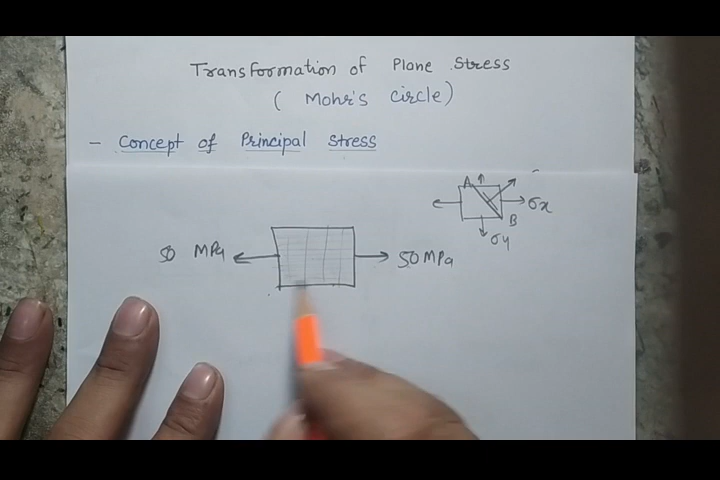 Transformation of Plane Stress
( Mohr's circle)
- Concept of Principal stress
A
σx
B
σy
50 MPa
50 MPa